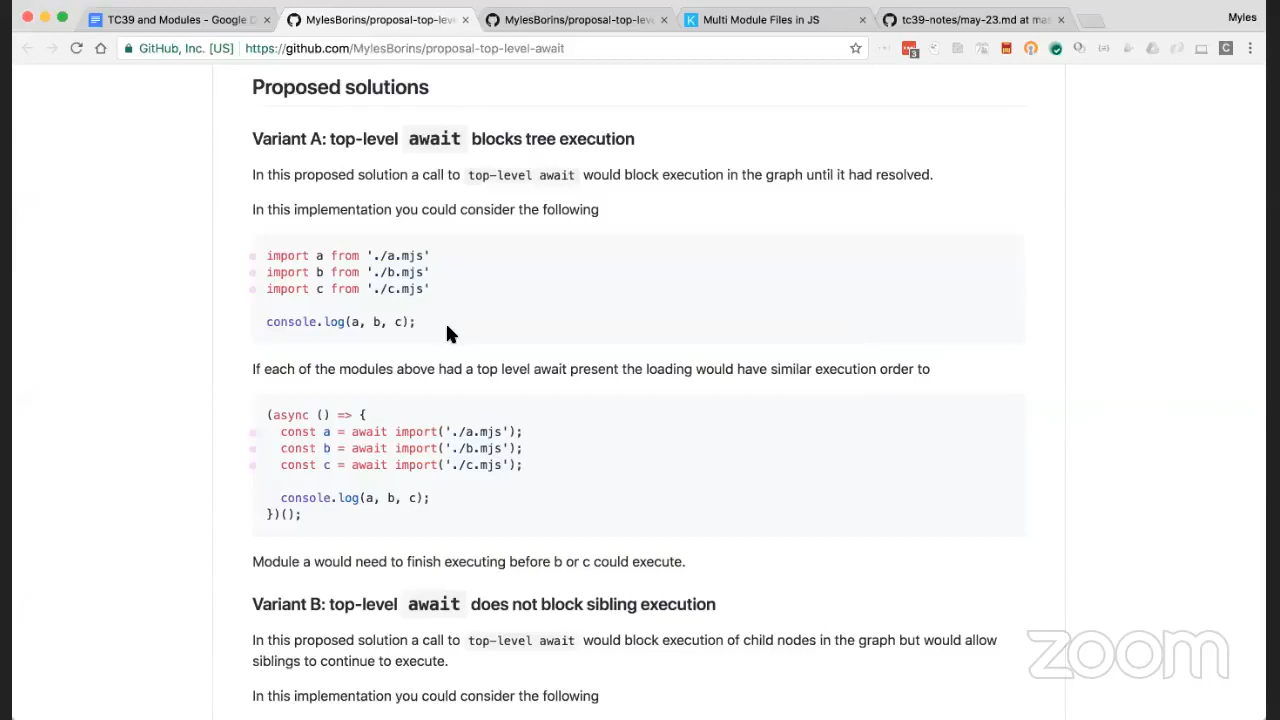 TC39 and Modules - Google D
MylesBorins/proposal-top-leve
MylesBorins/proposal-top-leve
Multi Module Files in JS
tc39-notes/may-23.md at mas
Myles
GitHub, Inc. [US]
https://github.com/MylesBorins/proposal-top-level-await
3
C
Proposed solutions
Variant A: top-level await blocks tree execution
In this proposed solution a call to top-level await would block execution in the graph until it had resolved.
In this implementation you could consider the following
import a from './a.mjs'
import b from './b.mjs'
import c from './c.mjs'
console.log(a, b, c);
If each of the modules above had a top level await present the loading would have similar execution order to
(async () => {
const a = await import('./a.mjs');
const b = await import('./b.mjs');
const c = await import('./c.mjs');
console.log(a, b, c);
})();
Module a would need to finish executing before b or c could execute.
Variant B: top-level await does not block sibling execution
In this proposed solution a call to top-level await would block execution of child nodes in the graph but would allow
siblings to continue to execute.
In this implementation you could consider the following
zoom